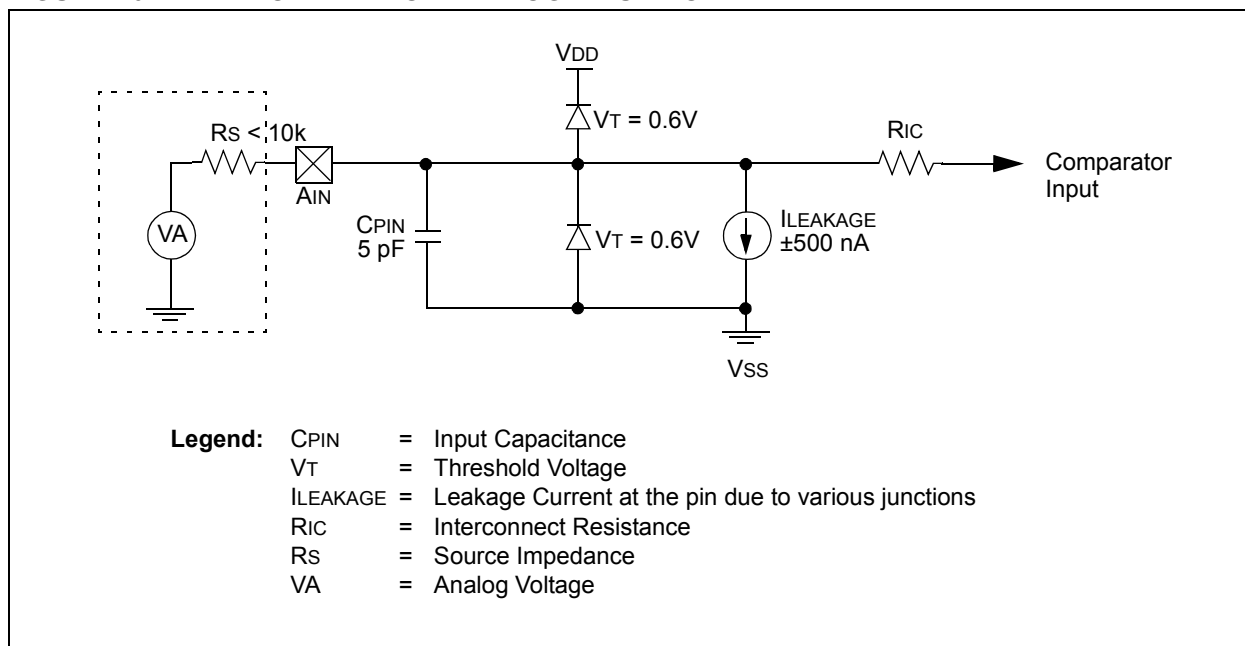 VDD
VT = 0.6V
RS < 10k
RIC
AIN
Comparator
Input
VA
CPIN
5 pF
VT = 0.6V
ILEAKAGE
±500 nA
VSS
Legend: CPIN = Input Capacitance
VT = Threshold Voltage
ILEAKAGE = Leakage Current at the pin due to various junctions
RIC = Interconnect Resistance
RS = Source Impedance
VA = Analog Voltage